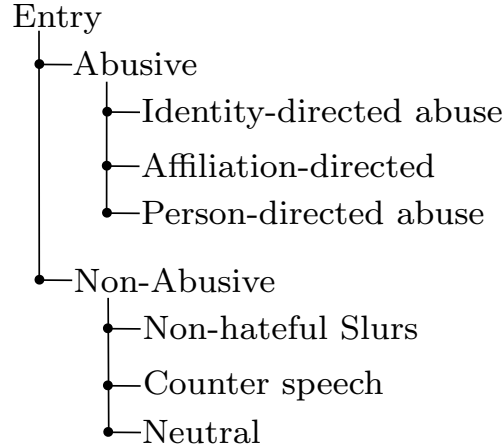 Entry
Abusive
Identity-directed abuse
Affiliation-directed
Person-directed abuse
Non-Abusive
Non-hateful Slurs
Counter speech
Neutral